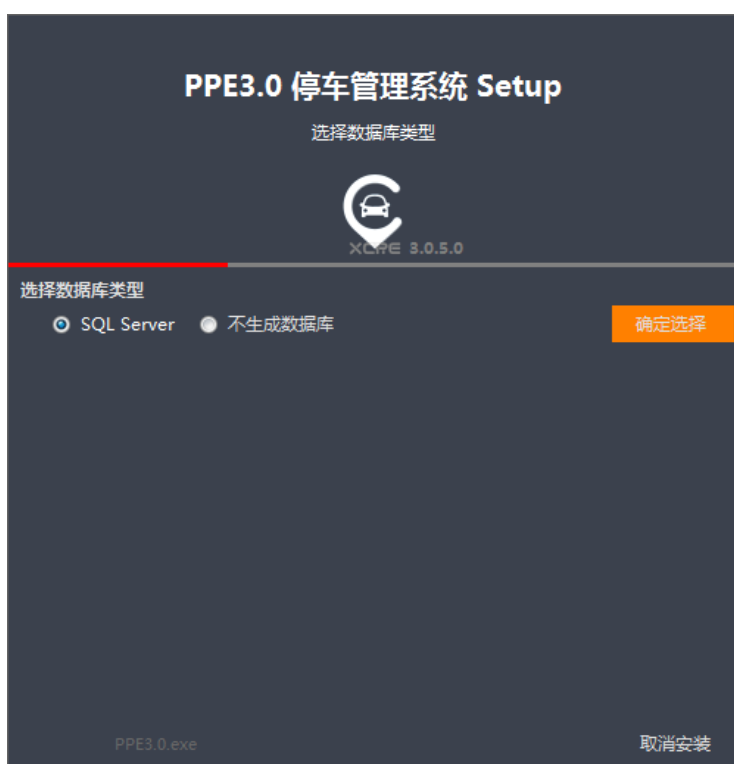 PPE3.0 停车管理系统 Setup
选择数据库类型
XCRE 3.0.5.0
选择数据库类型
SQL Server 不生成数据库 确定选择
PPE3.0.exe 取消安装